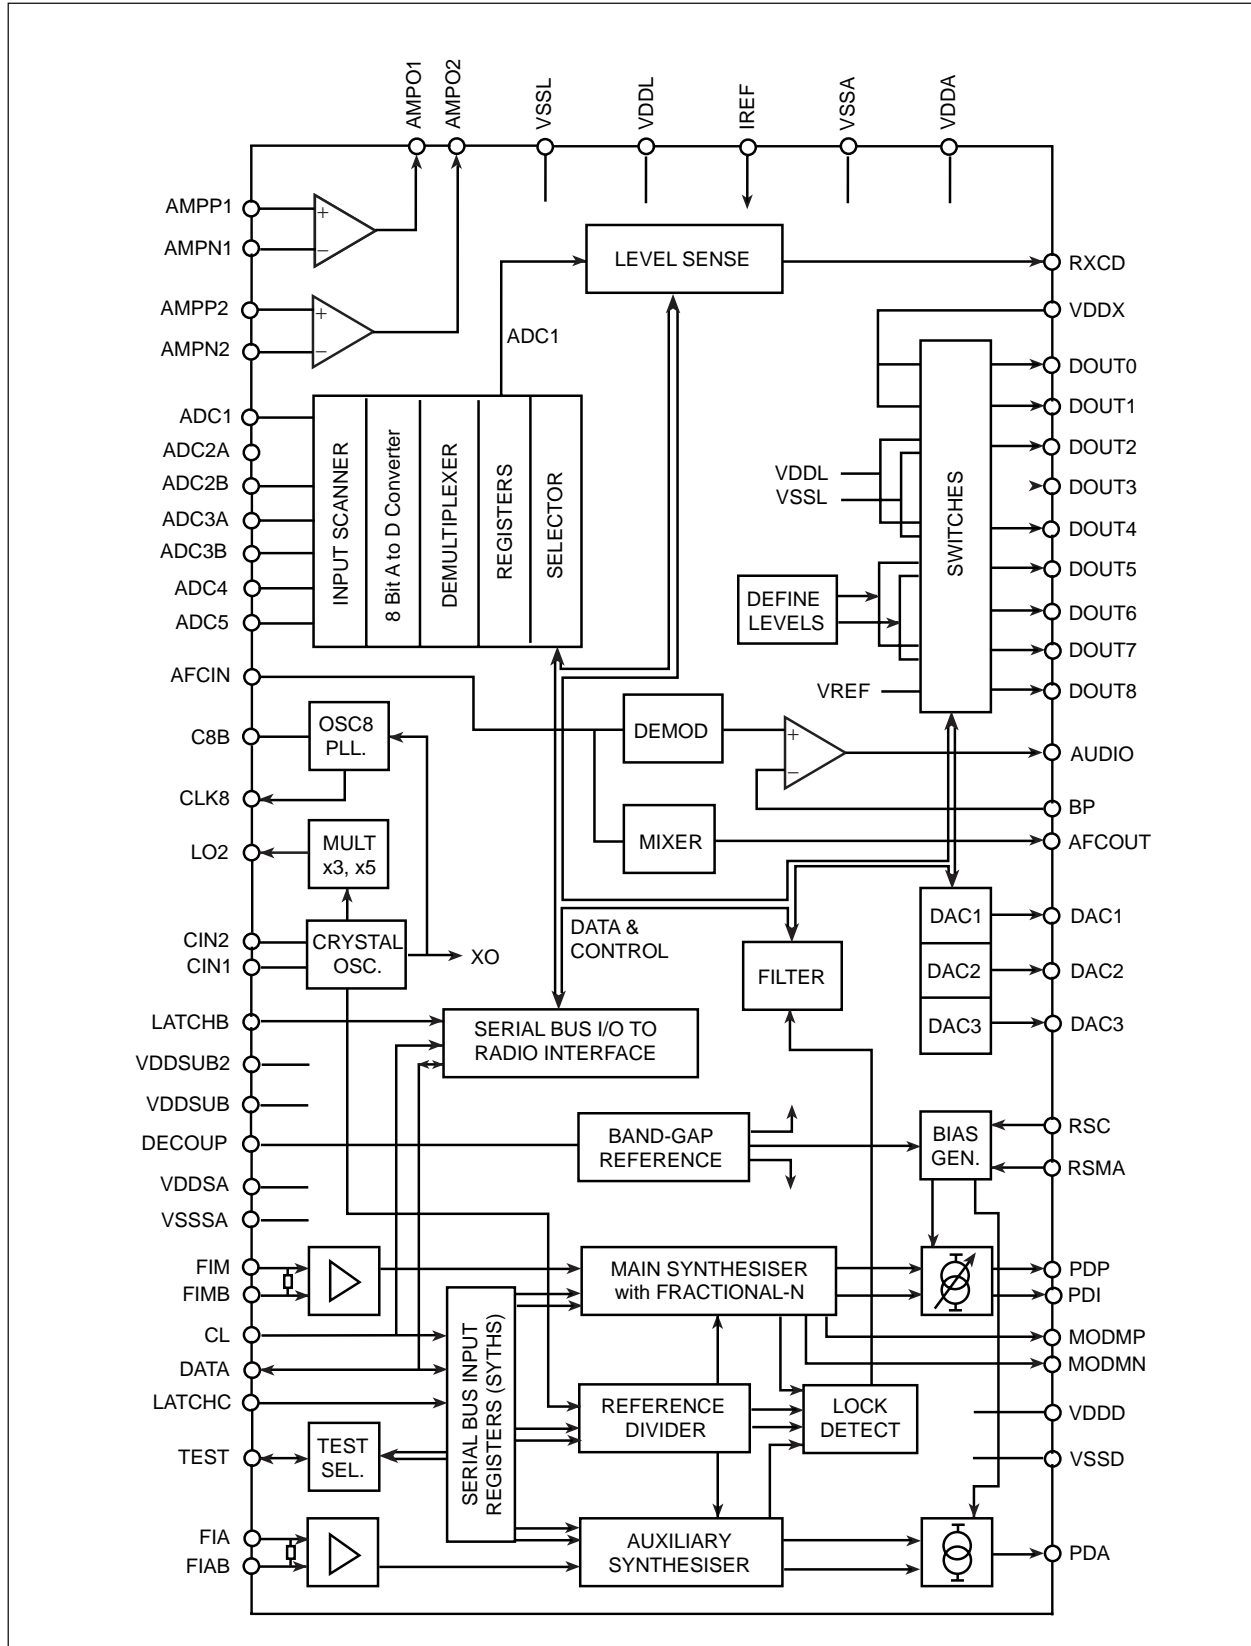 AMPO1
AMPO2
VSSL
VDDL
IREF
VSSA
VDDA
AMPP1
AMPN1
AMPP2
AMPN2
ADC1
ADC2A
ADC2B
ADC3A
ADC3B
ADC4
ADC5
AFCIN
C8B
CLK8
LO2
CIN2
CIN1
LATCHB
VDDSUB2
VDDSUB
DECOUP
VDDSA
VSSSA
FIM
FIMB
CL
DATA
LATCHC
TEST
FIA
FIAB
+
−
+
−
LEVEL SENSE
ADC1
INPUT SCANNER
8 Bit A to D Converter
DEMULTIPLEXER
REGISTERS
SELECTOR
VDDL
VSSL
SWITCHES
DEFINE
LEVELS
VREF
OSC8
PLL.
DEMOD
+
−
MULT
x3, x5
MIXER
CRYSTAL
OSC.
XO
DATA &
CONTROL
FILTER
DAC1
DAC2
DAC3
SERIAL BUS I/O TO
RADIO INTERFACE
BAND-GAP
REFERENCE
BIAS
GEN.
MAIN SYNTHESISER
with FRACTIONAL-N
SERIAL BUS INPUT
REGISTERS (SYTHS)
REFERENCE
DIVIDER
LOCK
DETECT
TEST
SEL.
AUXILIARY
SYNTHESISER
RXCD
VDDX
DOUT0
DOUT1
DOUT2
DOUT3
DOUT4
DOUT5
DOUT6
DOUT7
DOUT8
AUDIO
BP
AFCOUT
DAC1
DAC2
DAC3
RSC
RSMA
PDP
PDI
MODMP
MODMN
VDDD
VSSD
PDA